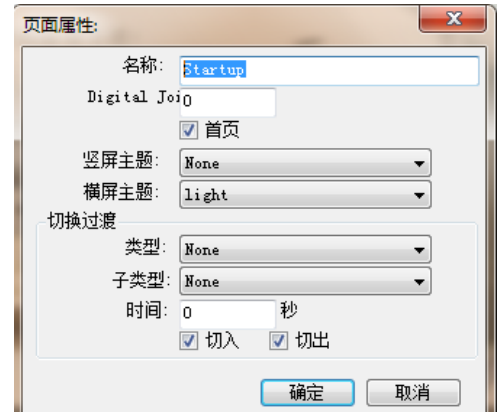 页面属性:
名称: Startup
Digital Joi 0
首页
竖屏主题: None
横屏主题: light
切换过渡
类型: None
子类型: None
时间: 0 秒
切入 切出
确定 取消